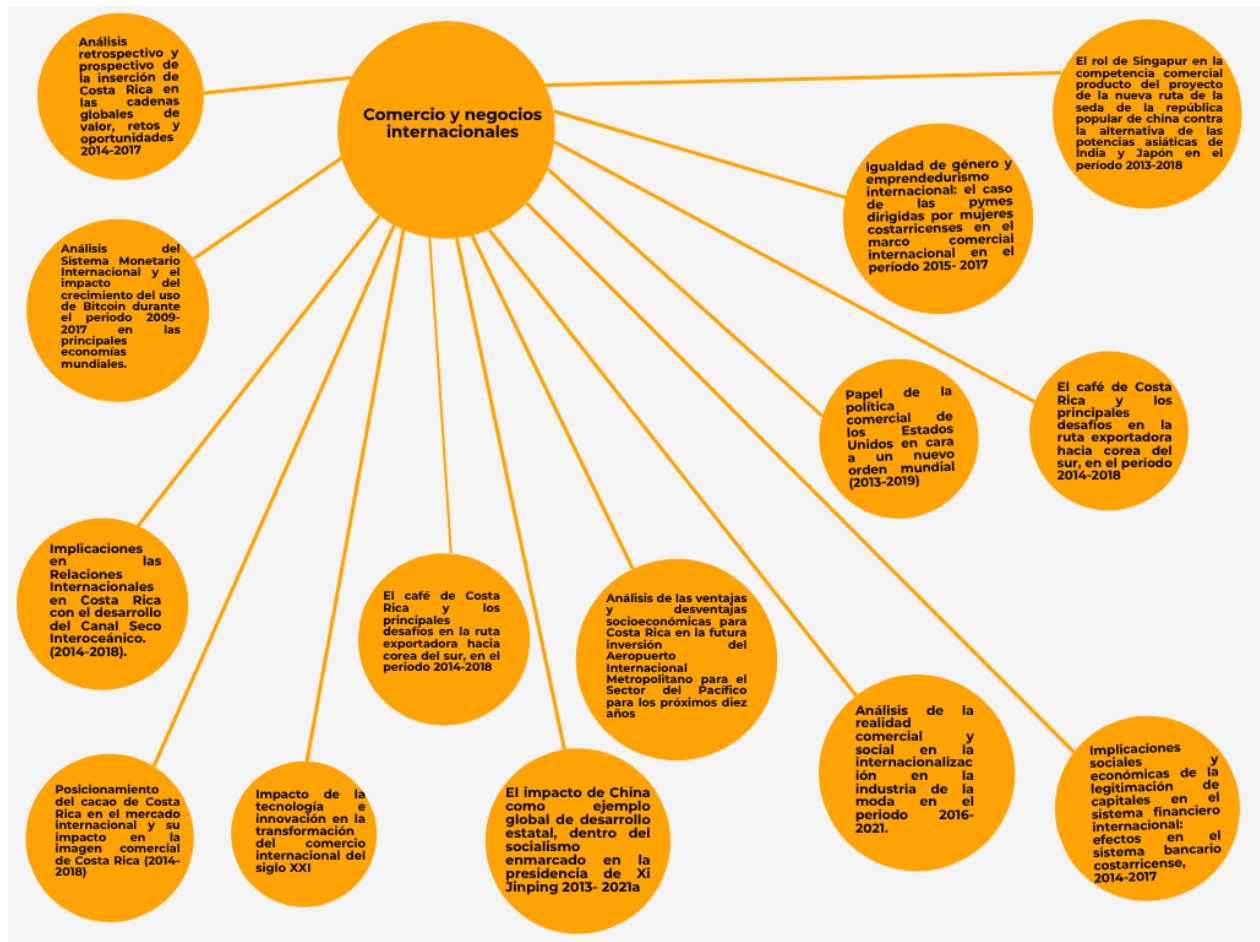 Comercio y negocios
internacionales
Análisis
retrospectivo y
prospectivo de
la inserción de
Costa Rica en
las cadenas
globales de
valor, retos y
oportunidades
2014-2017
El rol de Singapur en la
competencia comercial
producto del proyecto
de la nueva ruta de la
seda de la república
popular de china contra
la alternativa de las
potencias asiáticas de
India y Japón en el
período 2013-2018
Igualdad de género y
emprendedurismo
internacional: el caso
de las pymes
dirigidas por mujeres
costarricenses en el
marco comercial
internacional en el
período 2015- 2017
Análisis del
Sistema Monetario
Internacional y el
impacto del
crecimiento del uso
de Bitcoin durante
el periodo 2009-
2017 en las
principales
economías
mundiales.
Papel de la
política
comercial de
los Estados
Unidos en cara
a un nuevo
orden mundial
(2013-2019)
El café de Costa
Rica y los
principales
desafíos en la
ruta exportadora
hacia corea del
sur, en el periodo
2014-2018
Implicaciones
en las
Relaciones
Internacionales
en Costa Rica
con el desarrollo
del Canal Seco
Interoceánico.
(2014-2018).
El café de Costa
Rica y los
principales
desafíos en la ruta
exportadora hacia
corea del sur, en el
periodo 2014-2018
Análisis de las ventajas
y desventajas
socioeconómicas para
Costa Rica en la futura
inversión del
Aeropuerto
Internacional
Metropolitano para el
Sector del Pacífico
para los próximos diez
años
Análisis de la
realidad
comercial y
social en la
internacionalizac
ión en la
industria de la
moda en el
periodo 2016-
2021.
Implicaciones
sociales y
económicas de la
legitimación de
capitales en el
sistema financiero
internacional:
efectos en el
sistema bancario
costarricense,
2014-2017
Posicionamiento
del cacao de Costa
Rica en el mercado
internacional y su
impacto en la
imagen comercial
de Costa Rica (2014-
2018)
Impacto de la
tecnología e
innovación en la
transformación
del comercio
internacional del
siglo XXI
El impacto de China
como ejemplo
global de desarrollo
estatal, dentro del
socialismo
enmarcado en la
presidencia de Xi
Jinping 2013- 2021a